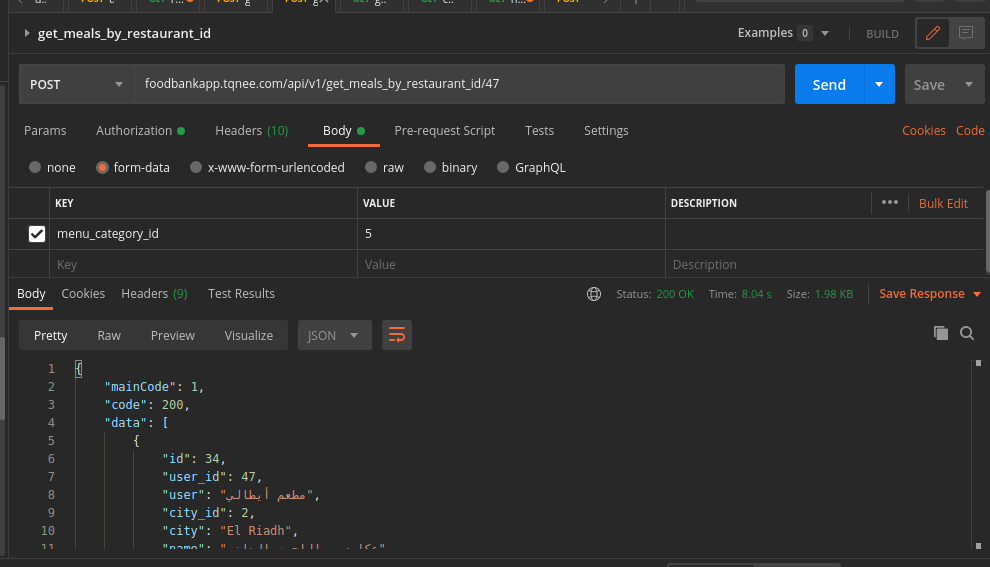 get_meals_by_restaurant_id
Examples 0
BUILD
POST
foodbankapp.tqnee.com/api/v1/get_meals_by_restaurant_id/47
Send
Save
Params Authorization Headers (10) Body Pre-request Script Tests Settings Cookies Code
none form-data x-www-form-urlencoded raw binary GraphQL
KEY VALUE DESCRIPTION ••• Bulk Edit
menu_category_id 5
Key Value Description
Body Cookies Headers (9) Test Results Status: 200 OK Time: 8.04 s Size: 1.98 KB Save Response
Pretty Raw Preview Visualize JSON
1 {
2 "mainCode": 1,
3 "code": 200,
4 "data": [
5 {
6 "id": 34,
7 "user_id": 47,
8 "user": "مطعم أيطالي",
9 "city_id": 2,
10 "city": "El Riadh",
11 "name": "